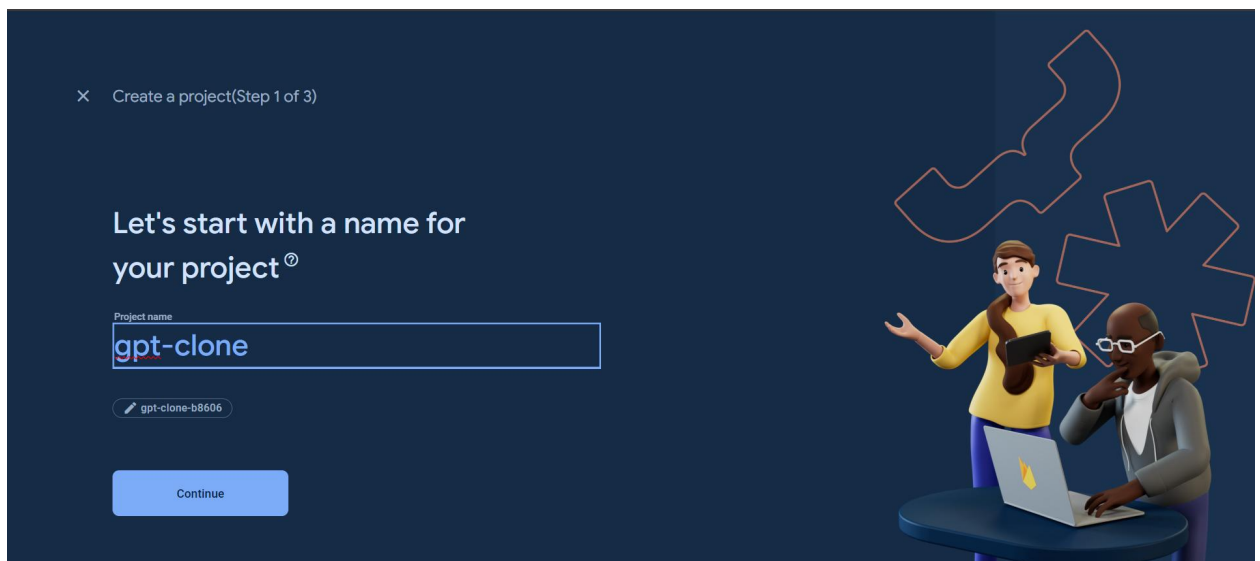 Create a project(Step 1 of 3)
Let's start with a name for
your project
Project name
gpt-clone
gpt-clone-b8606
Continue